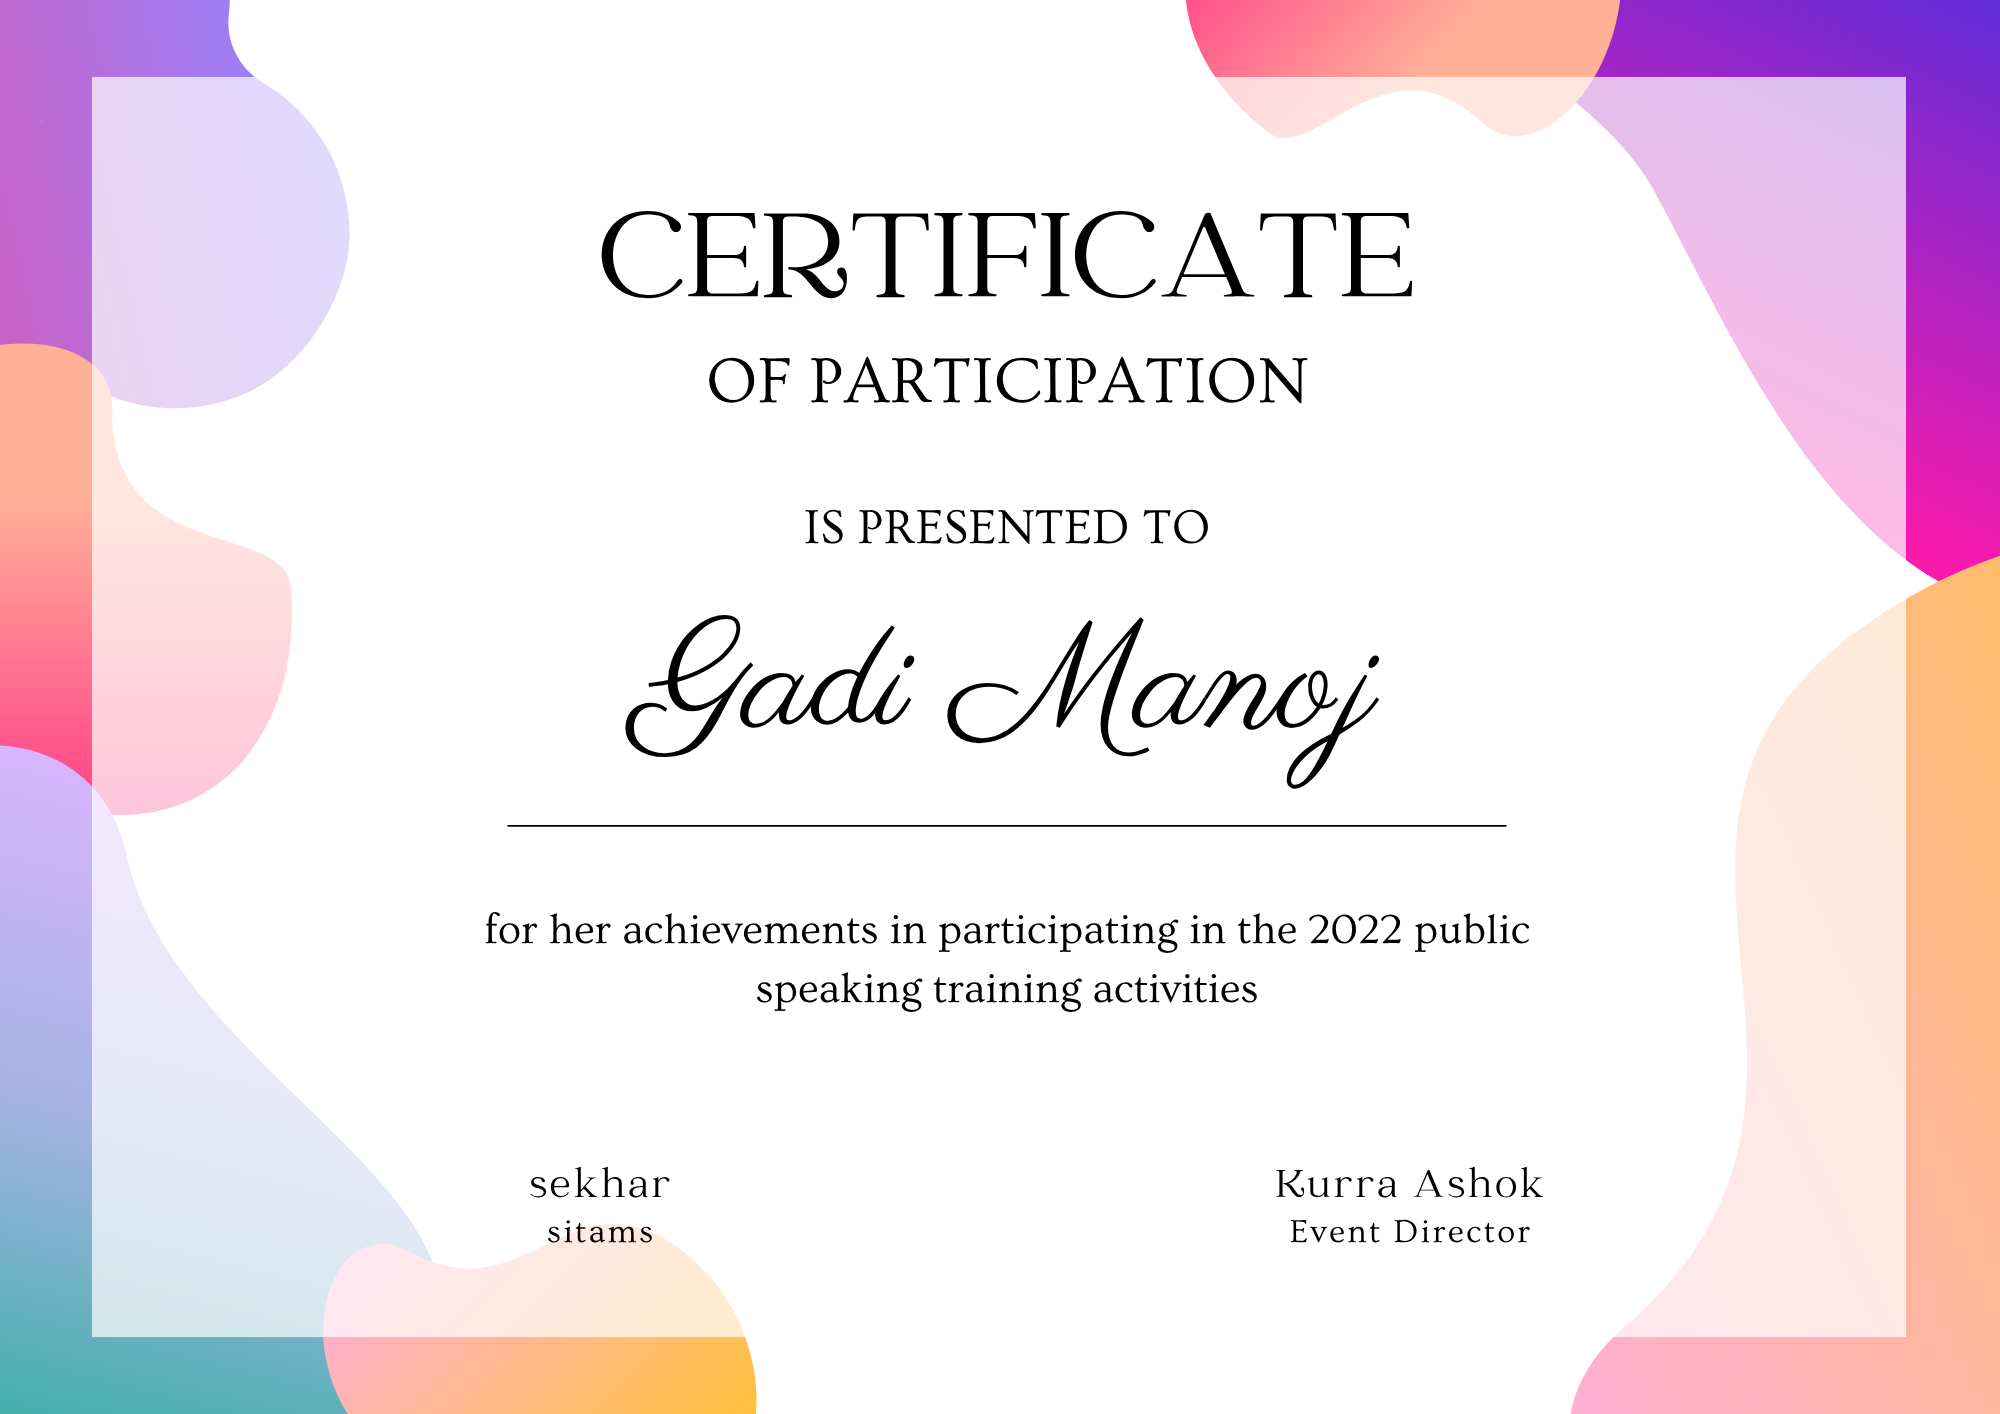 CERTIFICATE
OF PARTICIPATION
IS PRESENTED TO
Gadi Manoj
for her achievements in participating in the 2022 public
speaking training activities
sekhar
sitams
Kurra Ashok
Event Director